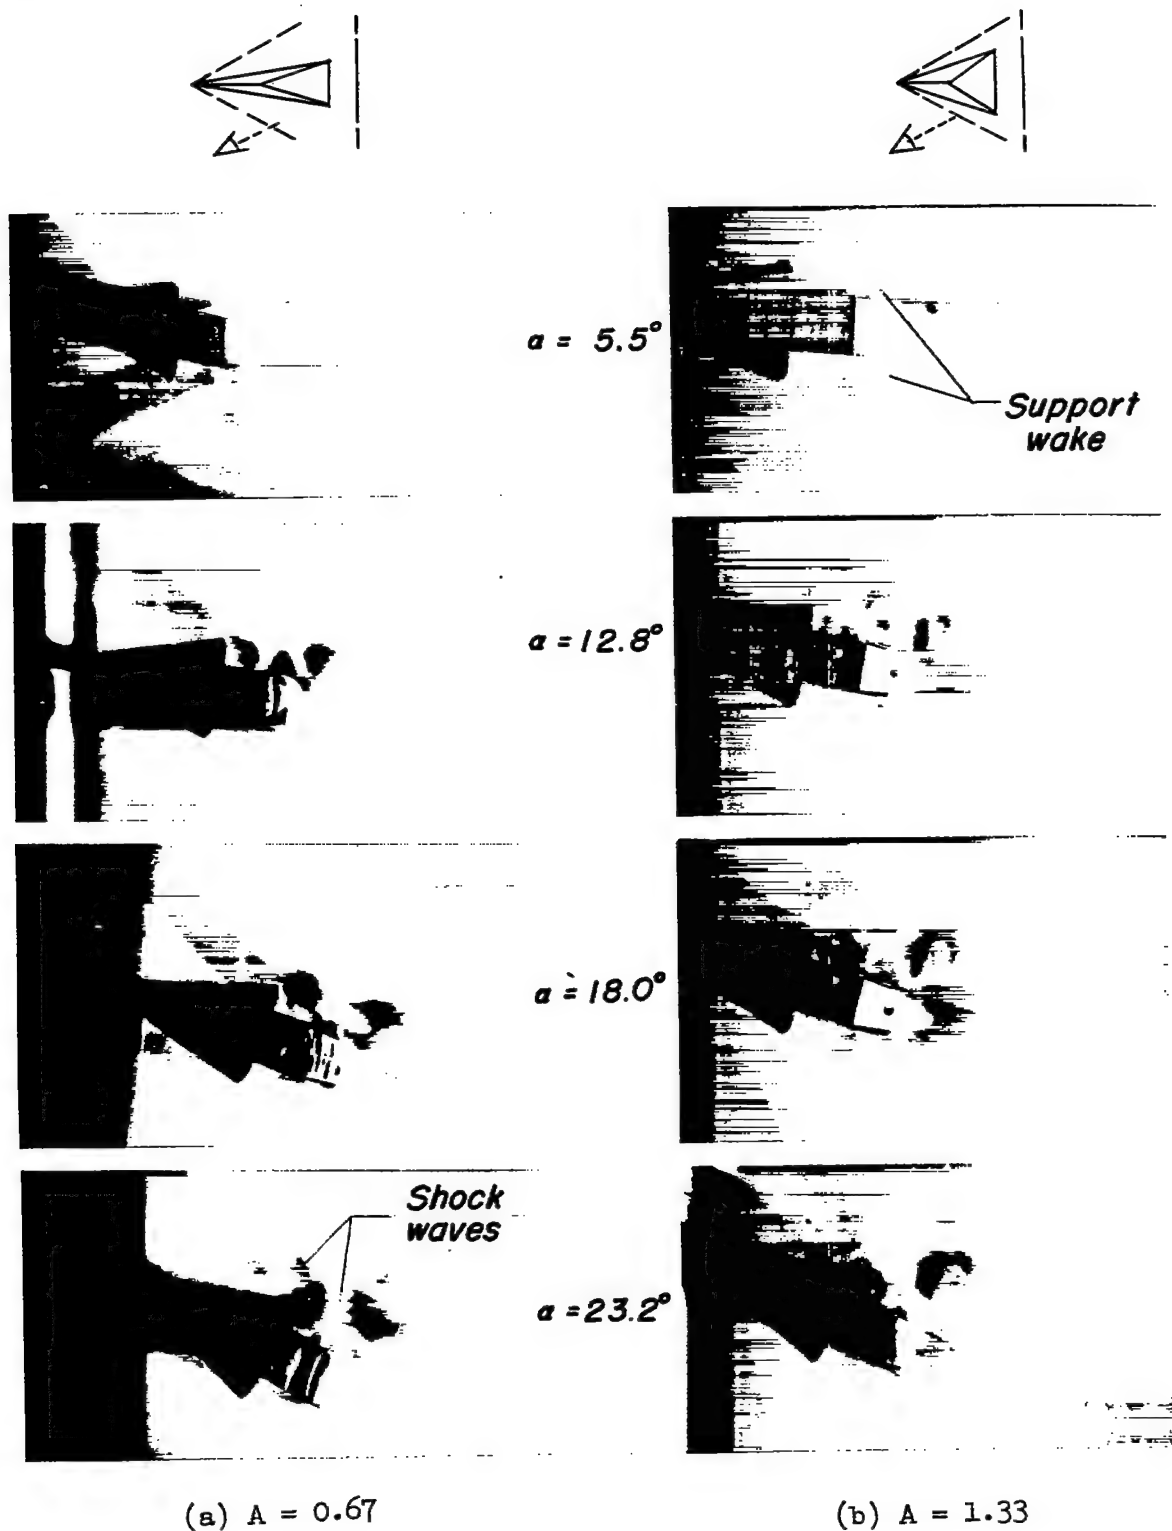 α = 5.5°
Support
wake
α = 12.8°
α = 18.0°
Shock
waves
α = 23.2°
(a) A = 0.67
(b) A = 1.33